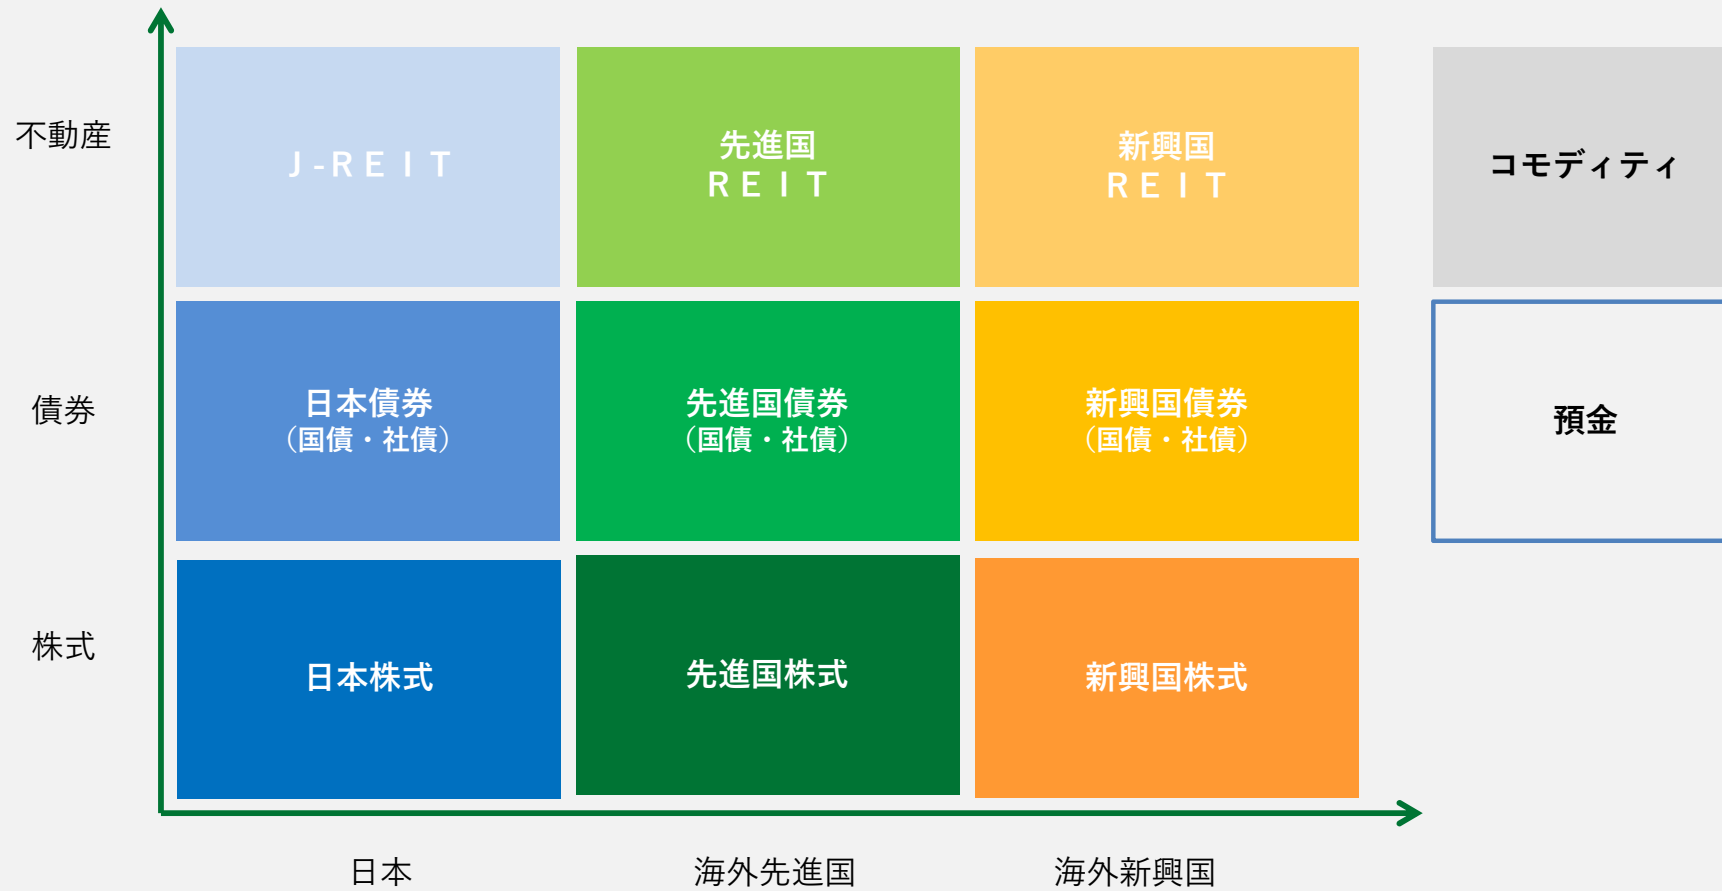 不動産
Ｊ-ＲＥＩＴ
先進国
ＲＥＩＴ
新興国
ＲＥＩＴ
コモディティ
債券
日本債券
（国債・社債）
先進国債券
（国債・社債）
新興国債券
（国債・社債）
預金
株式
日本株式
先進国株式
新興国株式
日本
海外先進国
海外新興国